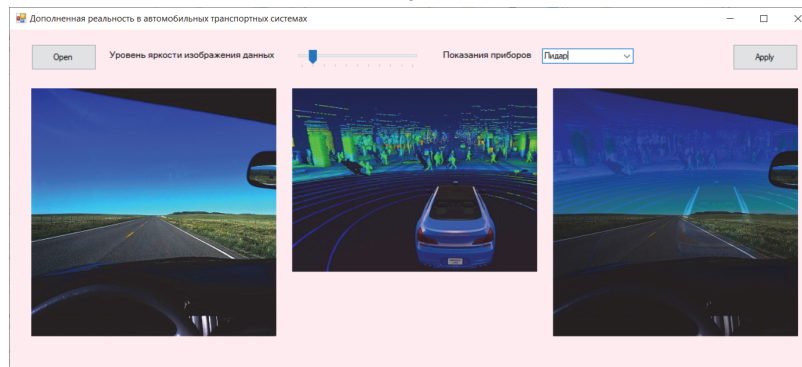 Дополненная реальность в автомобильных транспортных системах
Open Уровень яркости изображения данных Показания приборов Лидар Apply